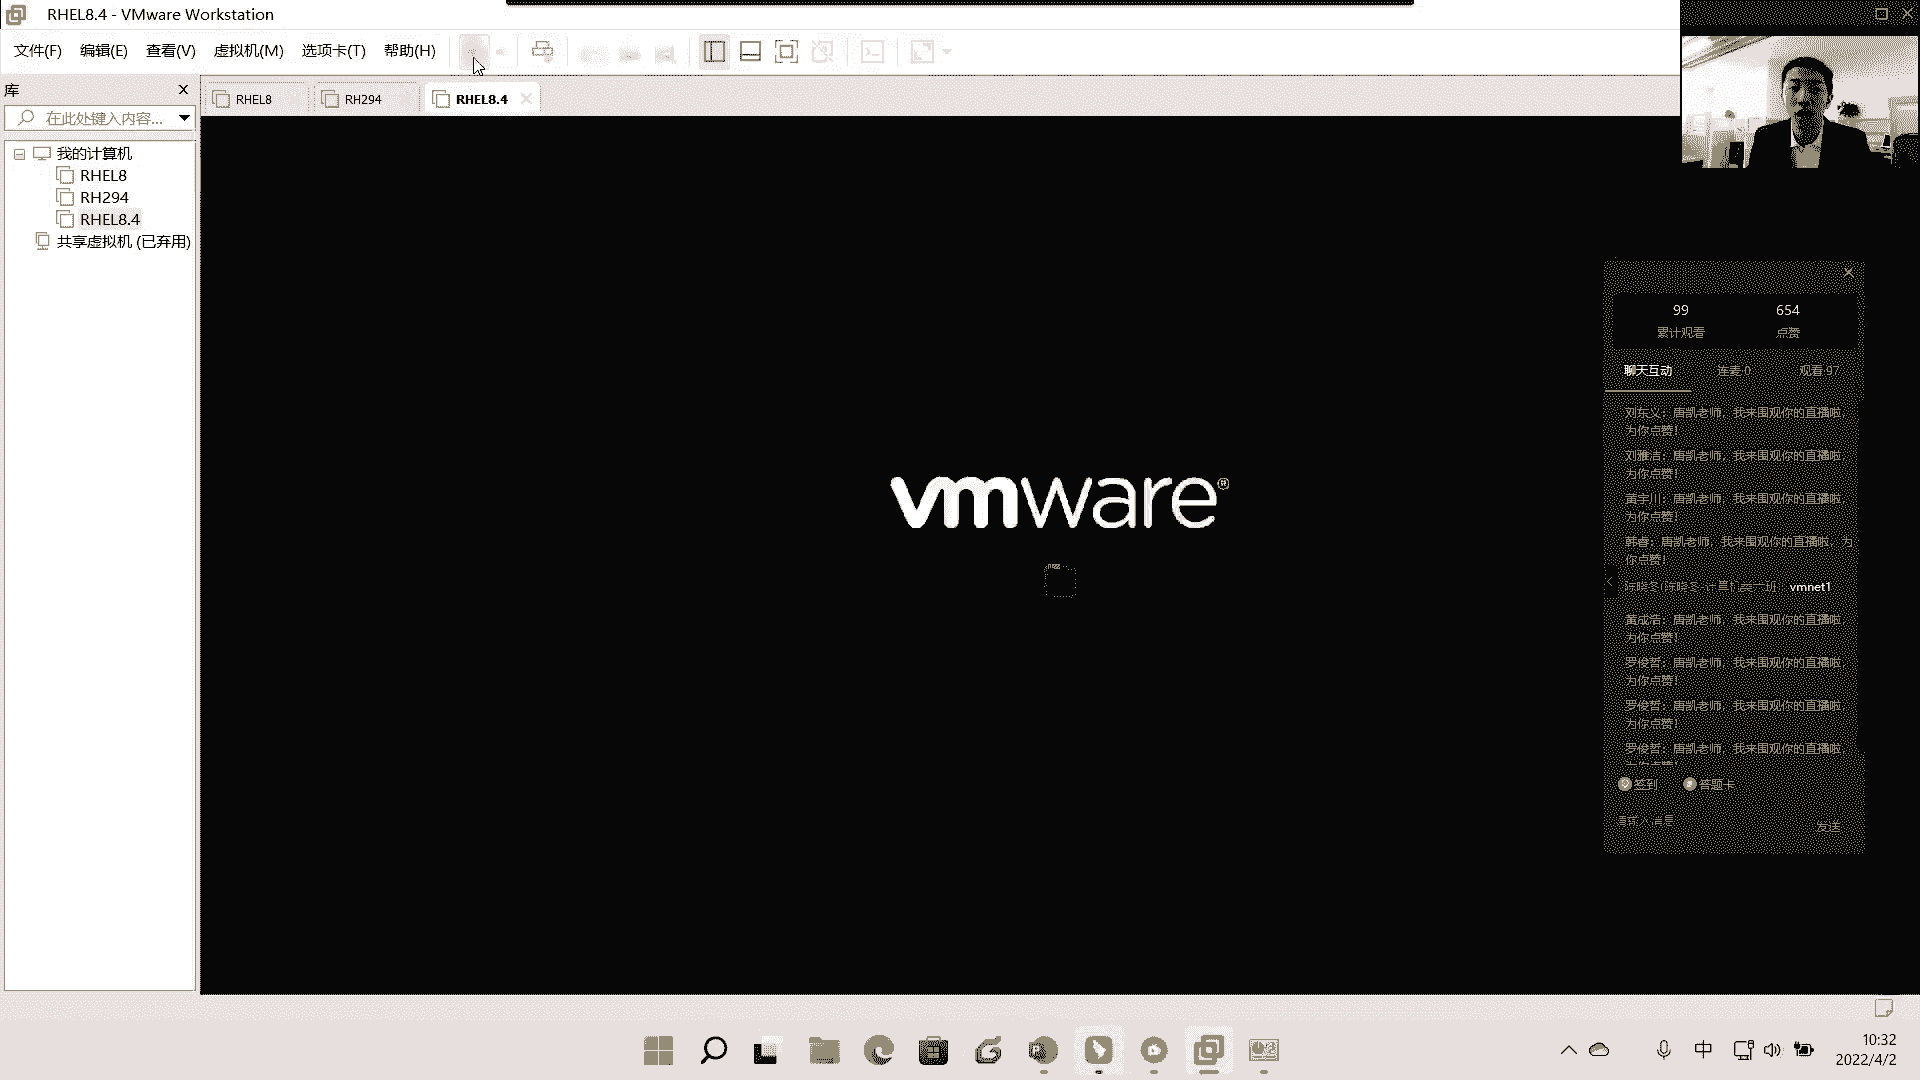 RHEL8.4 - VMware Workstation
文件(F) 编辑(E) 查看(V) 虚拟机(M) 选项卡(T) 帮助(H)
库
在此处键入内容...
我的计算机
RHEL8
RH294
RHEL8.4
共享虚拟机 (已弃用)
RHEL8 RH294 RHEL8.4
vmware®
99 654
累计观看 点赞
聊天互动 连麦·0 观看·97
刘东义：唐凯老师，我来围观你的直播啦，
为你点赞！
刘雅洁：唐凯老师，我来围观你的直播啦，
为你点赞！
黄宇川：唐凯老师，我来围观你的直播啦，
为你点赞！
韩睿：唐凯老师，我来围观你的直播啦，为
你点赞！
vmnet1
黄成浩：唐凯老师，我来围观你的直播啦，
为你点赞！
罗俊哲：唐凯老师，我来围观你的直播啦，
为你点赞！
罗俊哲：唐凯老师，我来围观你的直播啦，
为你点赞！
罗俊哲：唐凯老师，我来围观你的直播啦，
签到 答题卡
发送
中
10:32
2022/4/2